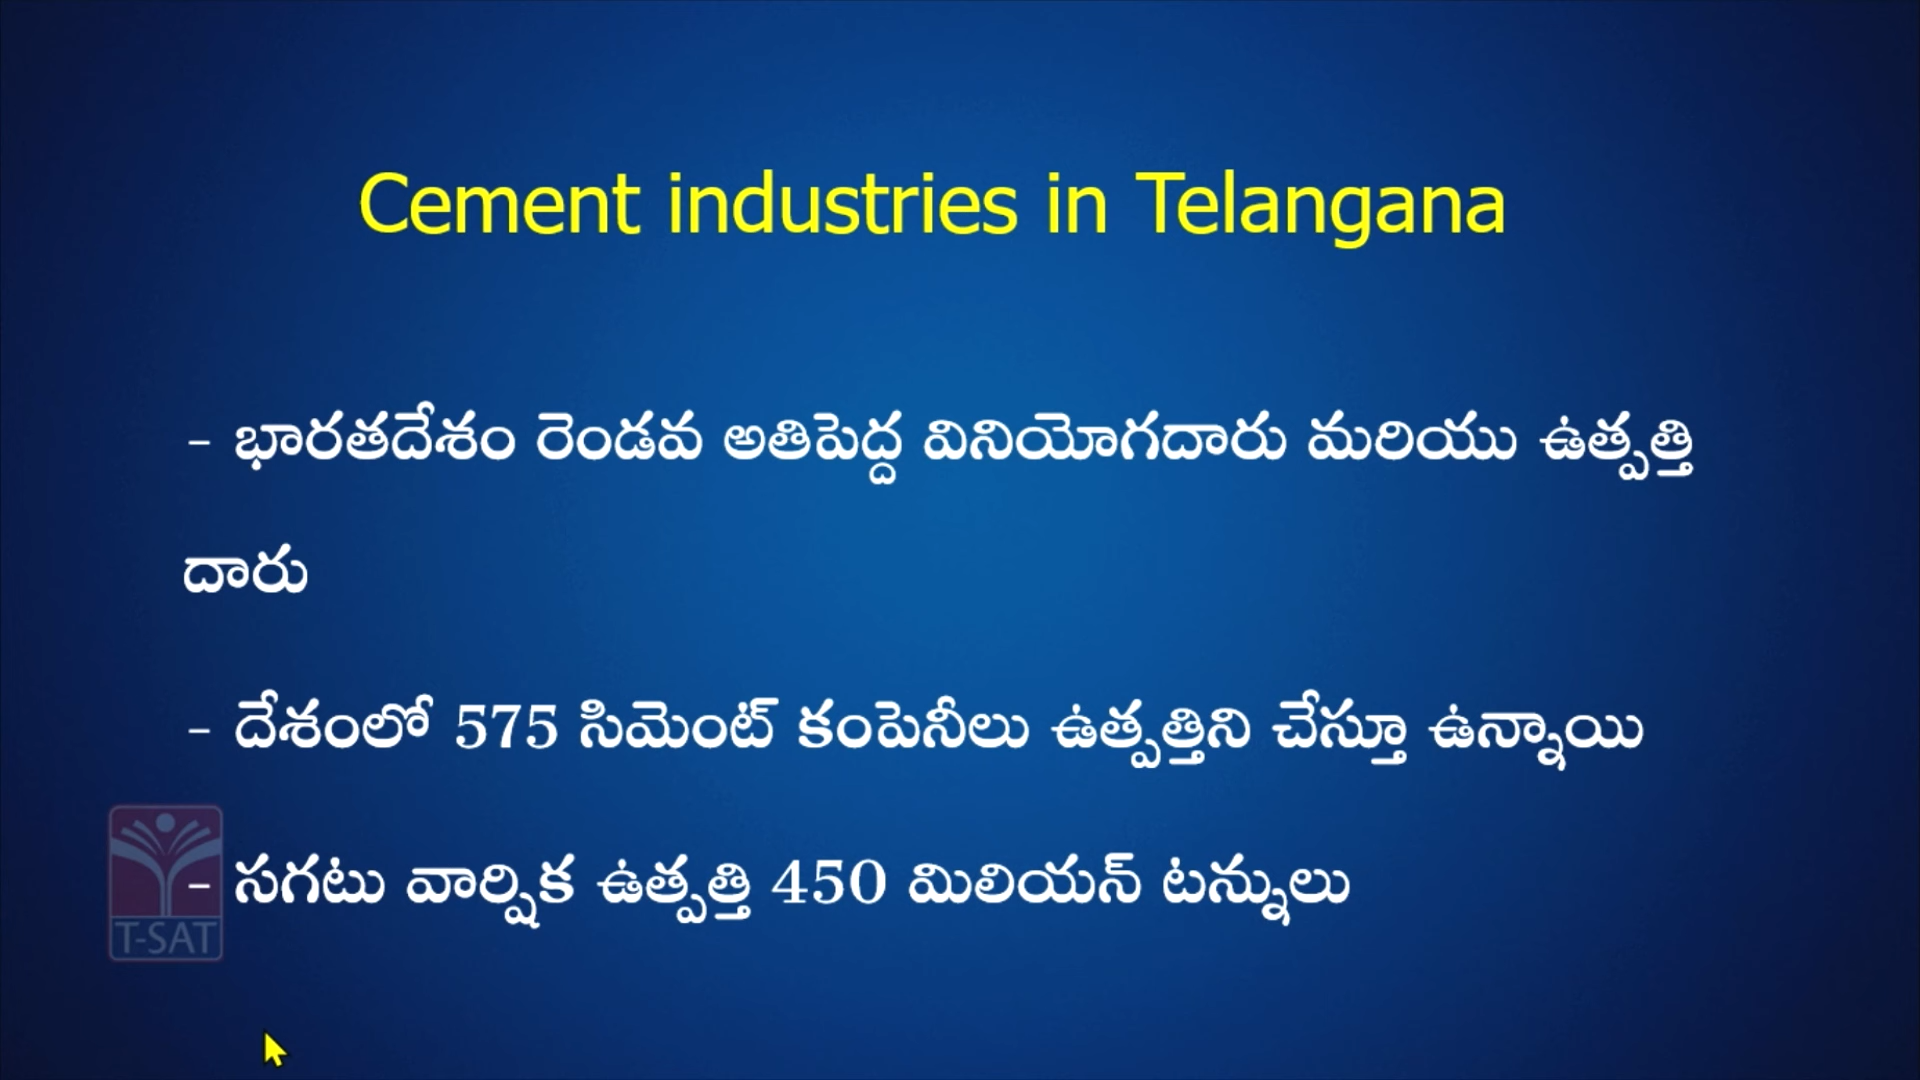 Cement industries in Telangana
- భారతదేశం రెండవ అతిపెద్ద వినియోగదారు మరియు ఉత్పత్తి
దారు
- దేశంలో 575 సిమెంట్ కంపెనీలు ఉత్పత్తిని చేస్తూ ఉన్నాయి
- సగటు వార్షిక ఉత్పత్తి 450 మిలియన్ టన్నులు
T-SAT